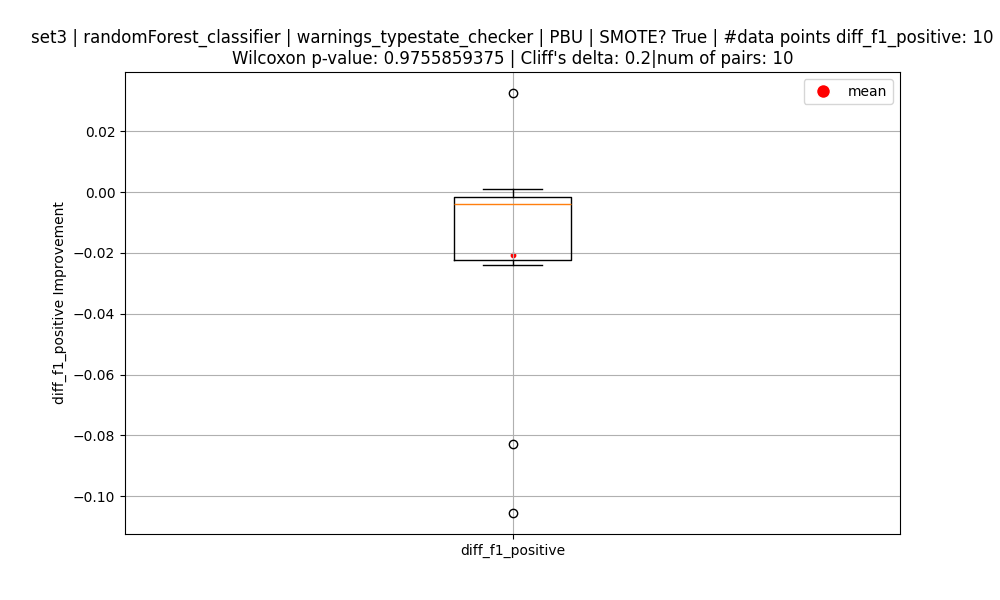 set3 | randomForest_classifier | warnings_typestate_checker | PBU | SMOTE? True | #data points diff_f1_positive: 10
Wilcoxon p-value: 0.9755859375 | Cliff's delta: 0.2|num of pairs: 10
mean
0.02
0.00
−0.02
−0.04
−0.06
−0.08
−0.10
diff_f1_positive Improvement
diff_f1_positive